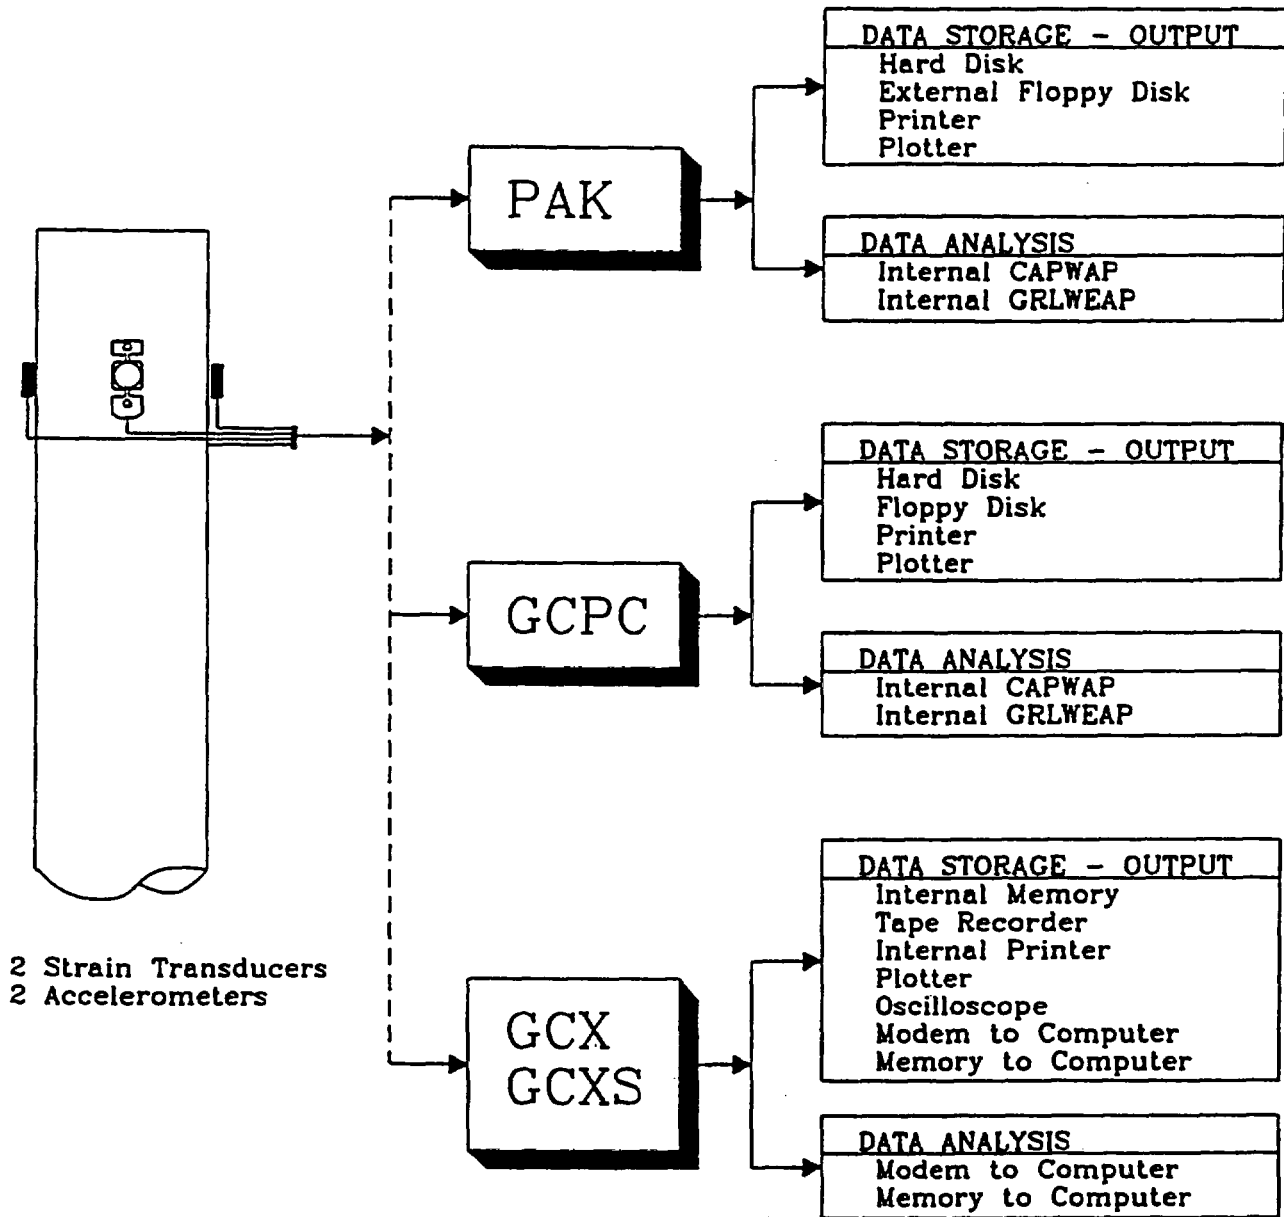 DATA STORAGE - OUTPUT
Hard Disk
External Floppy Disk
Printer
Plotter
PAK
DATA ANALYSIS
Internal CAPWAP
Internal GRLWEAP
DATA STORAGE - OUTPUT
Hard Disk
Floppy Disk
Printer
Plotter
GCPC
DATA ANALYSIS
Internal CAPWAP
Internal GRLWEAP
2 Strain Transducers
2 Accelerometers
DATA STORAGE - OUTPUT
Internal Memory
Tape Recorder
Internal Printer
Plotter
Oscilloscope
Modem to Computer
Memory to Computer
GCX
GCXS
DATA ANALYSIS
Modem to Computer
Memory to Computer